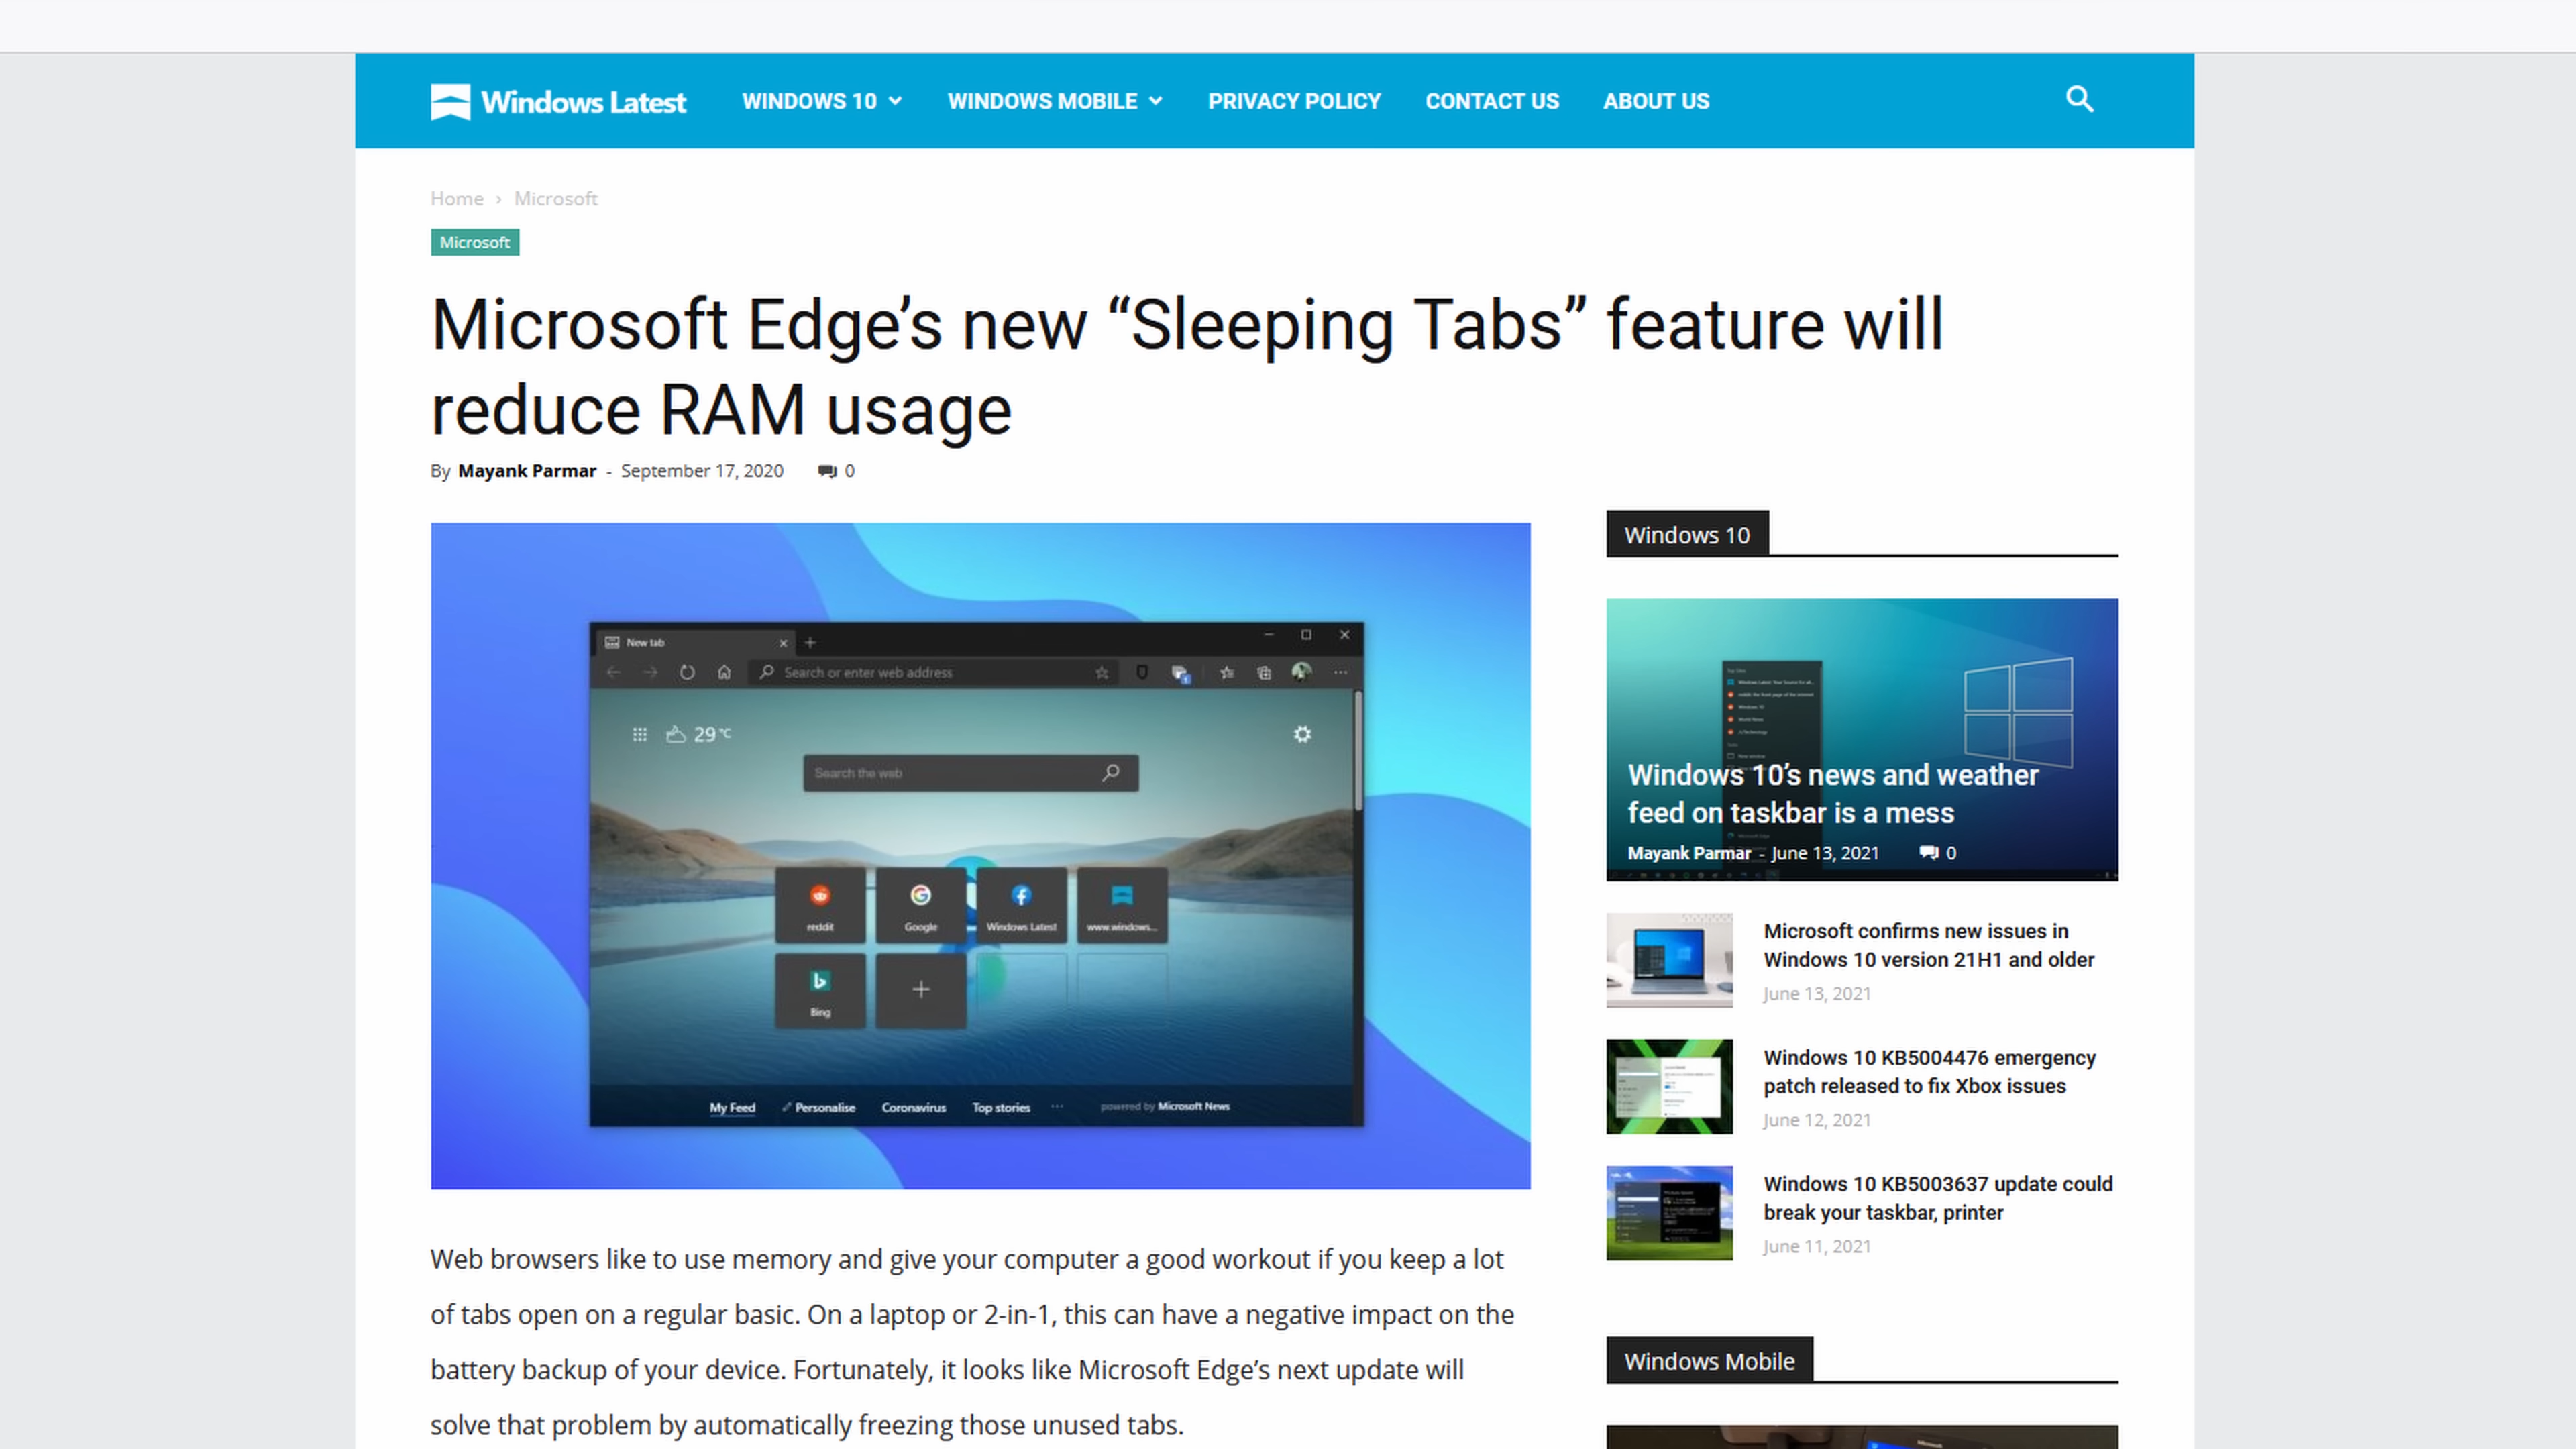 Windows Latest
WINDOWS 10
WINDOWS MOBILE
PRIVACY POLICY
CONTACT US
ABOUT US
Home › Microsoft
Microsoft
Microsoft Edge’s new “Sleeping Tabs” feature will
reduce RAM usage
By Mayank Parmar - September 17, 2020 0
New tab
Search or enter web address
29 °C
Search the web
reddit
Google
Windows Latest
www.windows...
Bing
My Feed
Personalise
Coronavirus
Top stories
powered by Microsoft News
Web browsers like to use memory and give your computer a good workout if you keep a lot
of tabs open on a regular basic. On a laptop or 2-in-1, this can have a negative impact on the
battery backup of your device. Fortunately, it looks like Microsoft Edge’s next update will
solve that problem by automatically freezing those unused tabs.
Windows 10
Windows 10’s news and weather
feed on taskbar is a mess
Mayank Parmar - June 13, 2021 0
Microsoft confirms new issues in
Windows 10 version 21H1 and older
June 13, 2021
Windows 10 KB5004476 emergency
patch released to fix Xbox issues
June 12, 2021
Windows 10 KB5003637 update could
break your taskbar, printer
June 11, 2021
Windows Mobile